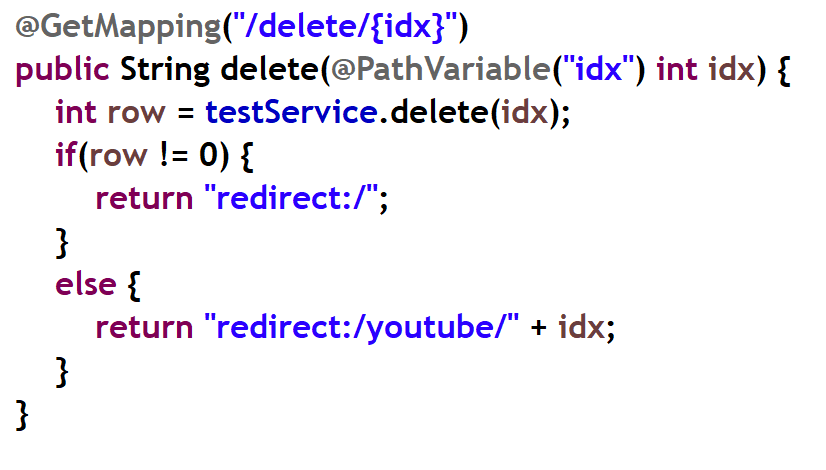 @GetMapping("/delete/{idx}")
public String delete(@PathVariable("idx") int idx) {
int row = testService.delete(idx);
if(row != 0) {
return "redirect:/";
}
else {
return "redirect:/youtube/" + idx;
}
}